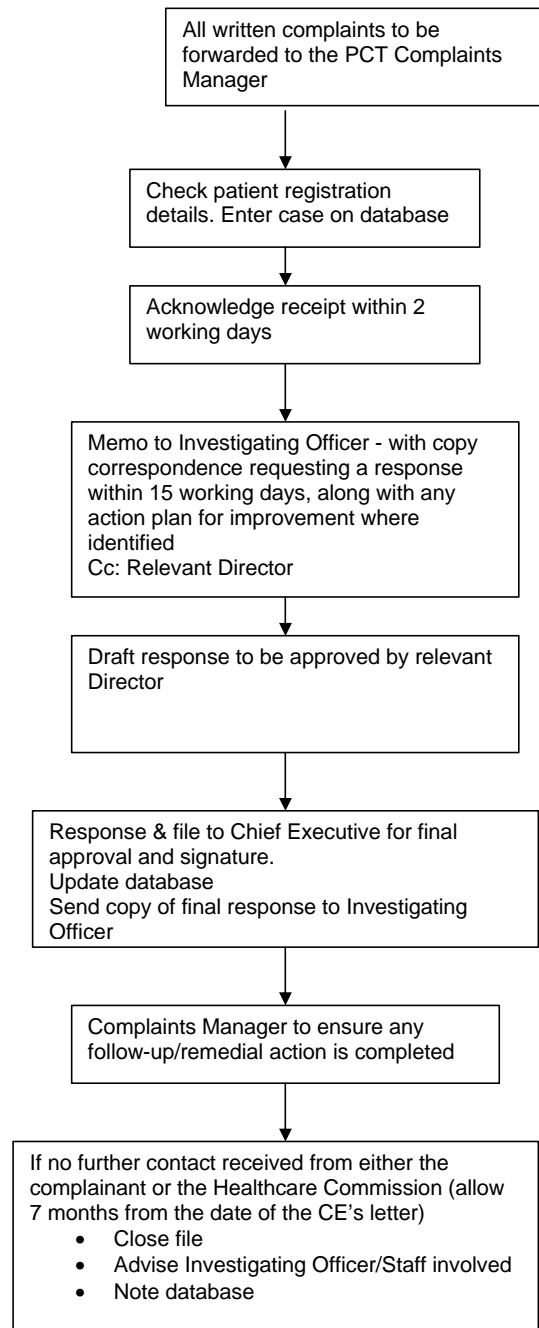 All written complaints to be
forwarded to the PCT Complaints
Manager
Check patient registration
details. Enter case on database
Acknowledge receipt within 2
working days
Memo to Investigating Officer - with copy
correspondence requesting a response
within 15 working days, along with any
action plan for improvement where
identified
Cc: Relevant Director
Draft response to be approved by relevant
Director
Response & file to Chief Executive for final
approval and signature.
Update database
Send copy of final response to Investigating
Officer
Complaints Manager to ensure any
follow-up/remedial action is completed
If no further contact received from either the
complainant or the Healthcare Commission (allow
7 months from the date of the CE's letter)
• Close file
• Advise Investigating Officer/Staff involved
• Note database